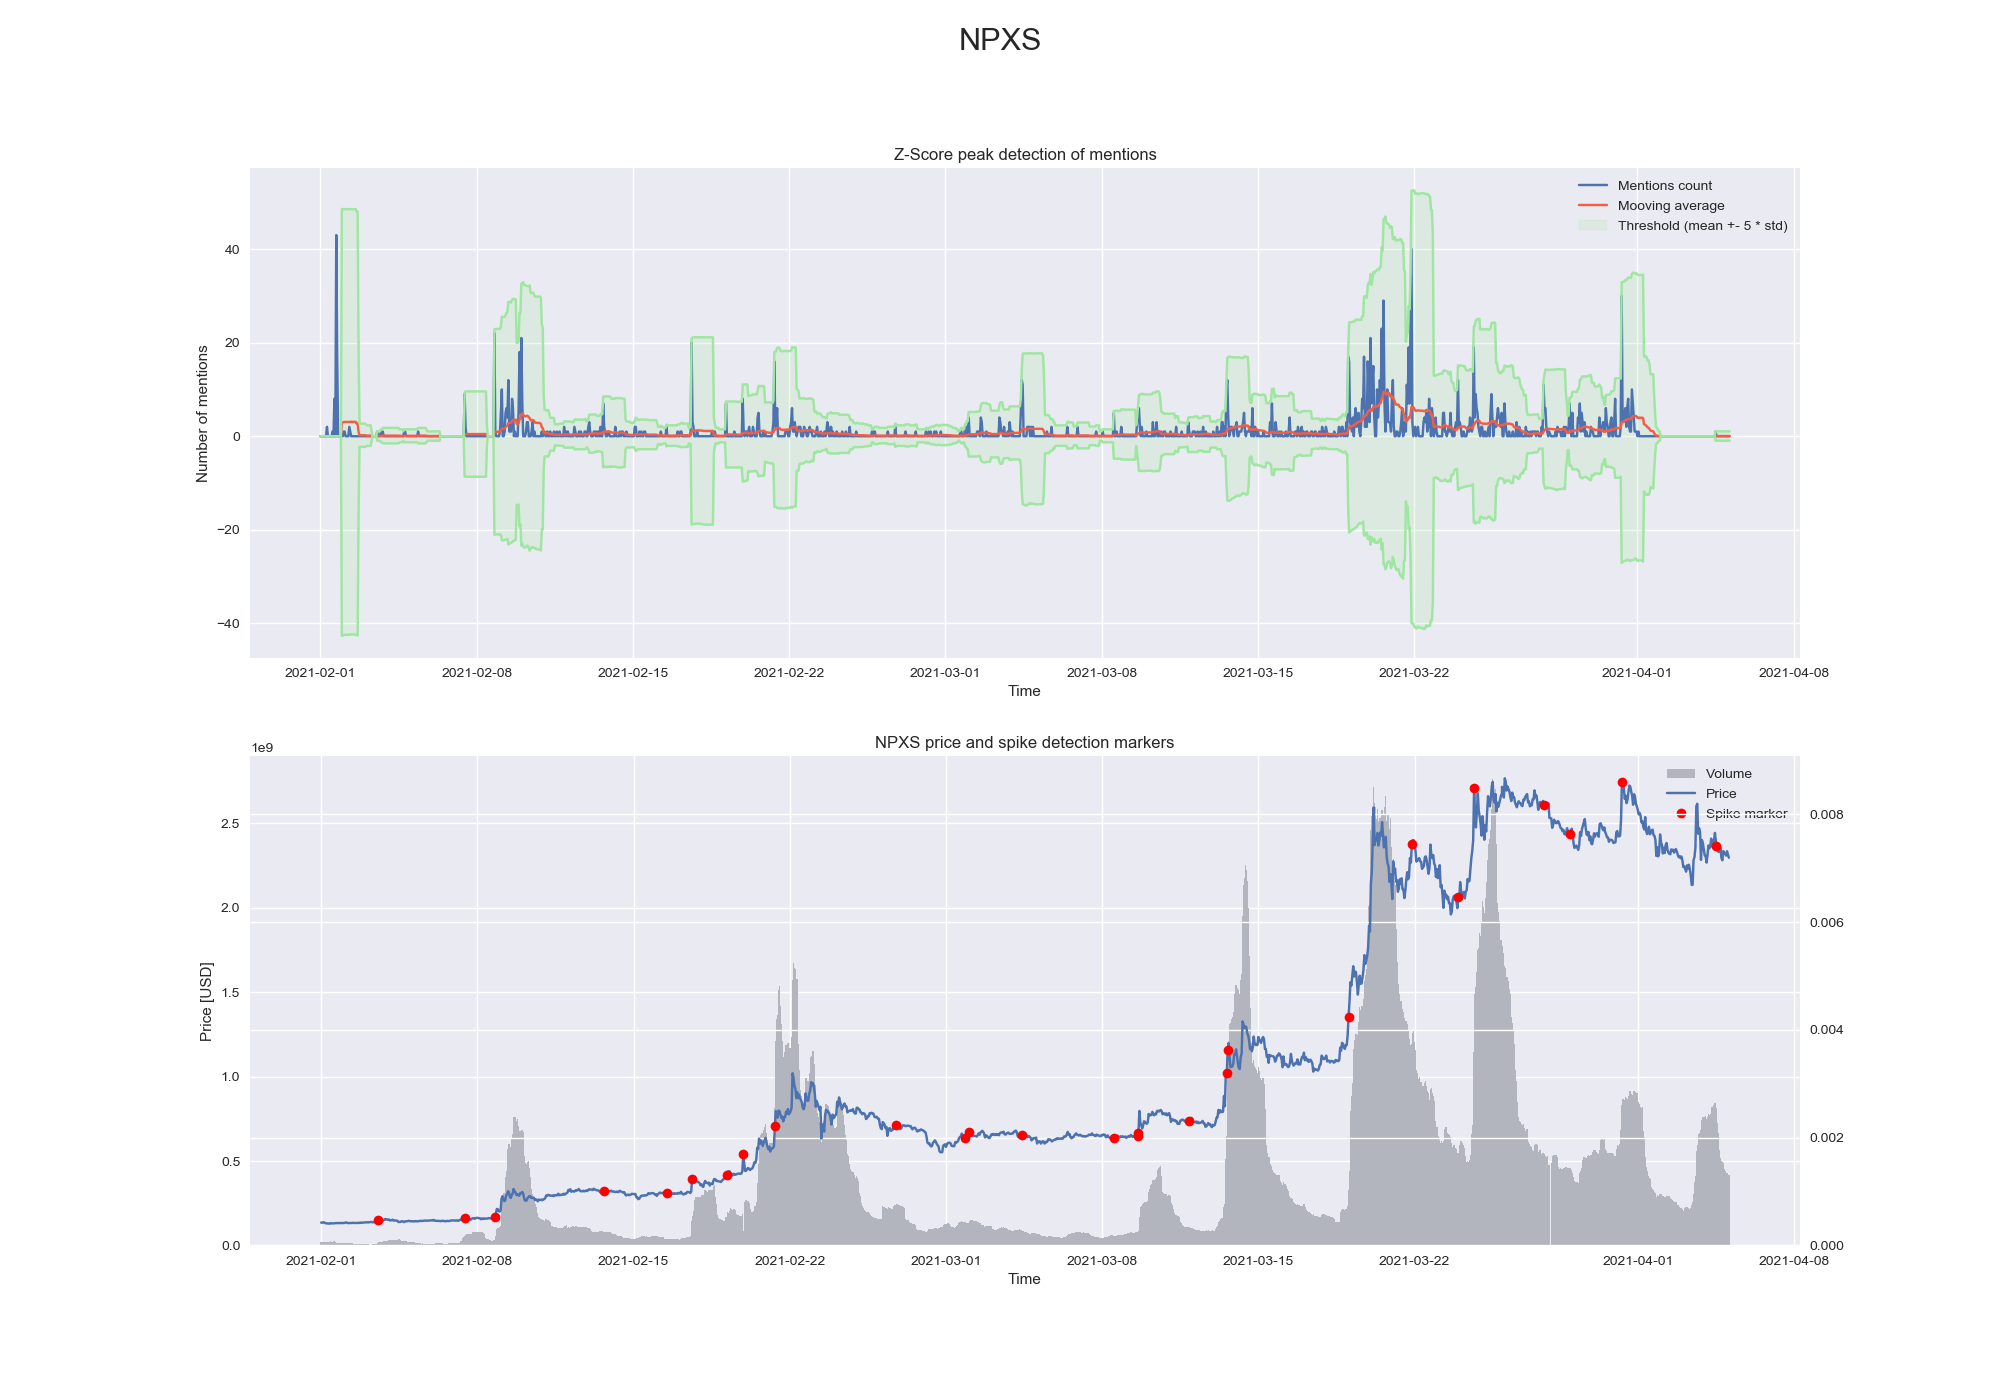 NPXS
Z-Score peak detection of mentions
Mentions count
Mooving average
Threshold (mean +- 5 * std)
Number of mentions
40
20
0
−20
−40
2021-02-01 2021-02-08 2021-02-15 2021-02-22 2021-03-01 2021-03-08 2021-03-15 2021-03-22 2021-04-01 2021-04-08
Time
NPXS price and spike detection markers
1e9
Volume
Price
Spike marker
Price [USD]
2.5
2.0
1.5
1.0
0.5
0.0
0.008
0.006
0.004
0.002
0.000
2021-02-01 2021-02-08 2021-02-15 2021-02-22 2021-03-01 2021-03-08 2021-03-15 2021-03-22 2021-04-01 2021-04-08
Time